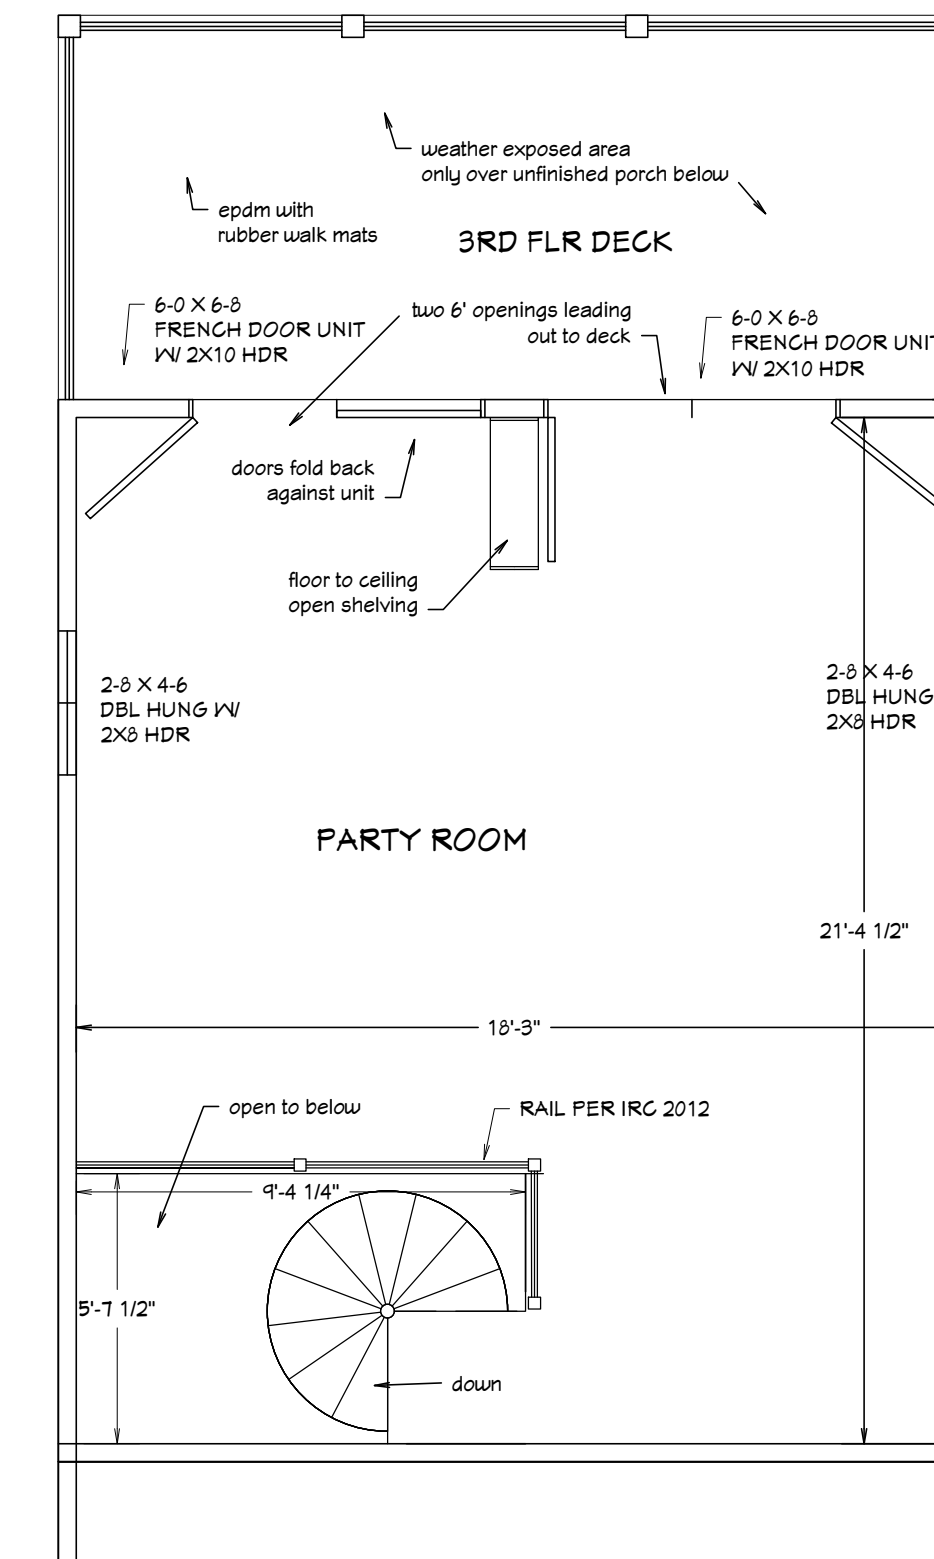 weather exposed area
only over unfinished porch below
epdm with
rubber walk mats
3RD FLR DECK
6-0 X 6-8
FRENCH DOOR UNIT
W/ 2X10 HDR
two 6' openings leading
out to deck
6-0 X 6-8
FRENCH DOOR UNIT
W/ 2X10 HDR
doors fold back
against unit
floor to ceiling
open shelving
2-8 X 4-6
DBL HUNG W/
2X8 HDR
2-8 X 4-6
DBL HUNG
2X8 HDR
PARTY ROOM
21'-4 1/2"
18'-3"
open to below
RAIL PER IRC 2012
9'-4 1/4"
5'-7 1/2"
down